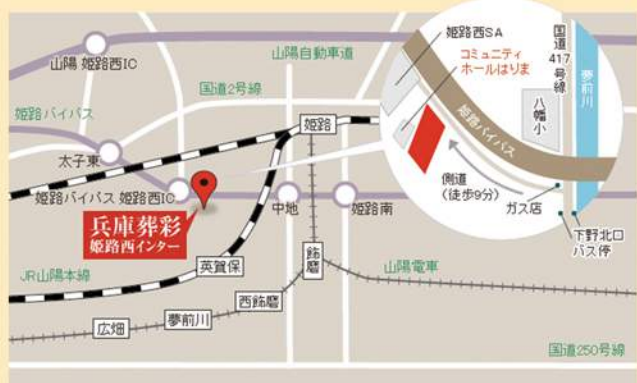 山陽 姫路西IC
山陽自動車道
国道2号線
姫路バイパス
太子東
姫路
姫路バイパス 姫路西IC
兵庫葬彩
姫路西インター
中地
姫路南
JR山陽本線
英賀保
飾磨
山陽電車
西飾磨
夢前川
広畑
国道250号線
姫路西SA
コミュニティ
ホールはりま
国道417号線
夢前川
八幡小
姫路バイパス
側道
(徒歩9分)
ガス店
下野北口
バス停